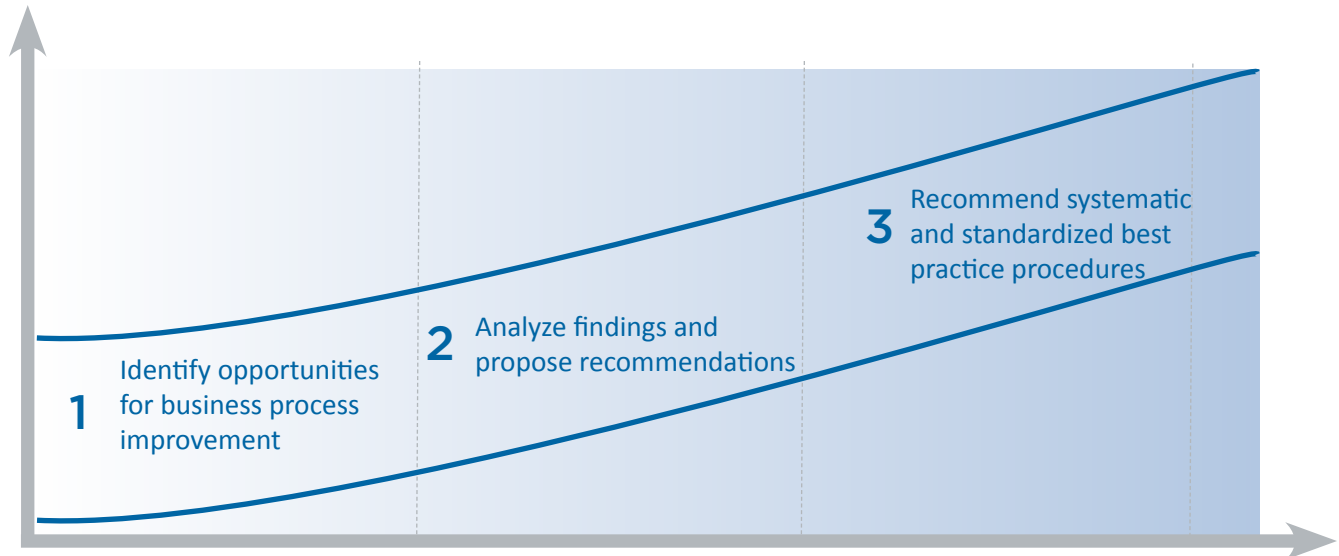 1
Identify opportunities
for business process
improvement
2
Analyze findings and
propose recommendations
3
Recommend systematic
and standardized best
practice procedures